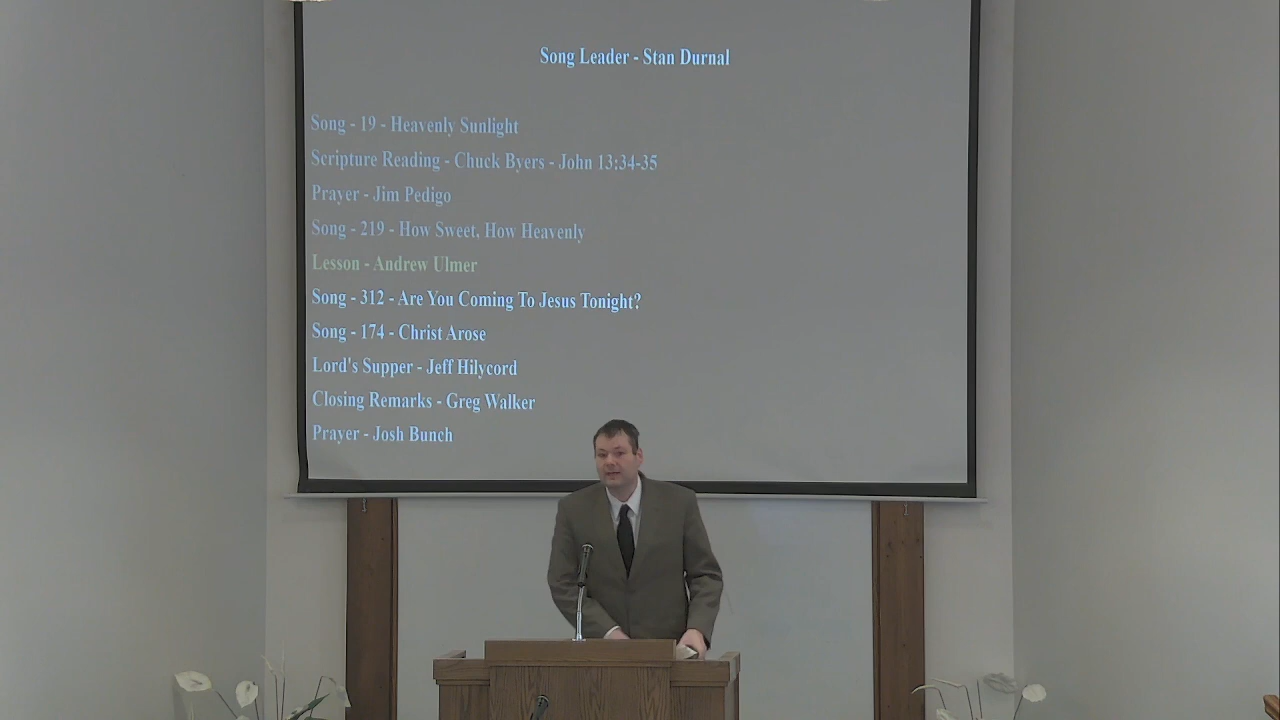 Song Leader - Stan Durnal
Song - 19 - Heavenly Sunlight
Scripture Reading - Chuck Byers - John 13:34-35
Prayer - Jim Pedigo
Song - 219 - How Sweet, How Heavenly
Lesson - Andrew Ulmer
Song - 312 - Are You Coming To Jesus Tonight?
Song - 174 - Christ Arose
Lord's Supper - Jeff Hilycord
Closing Remarks - Greg Walker
Prayer - Josh Bunch